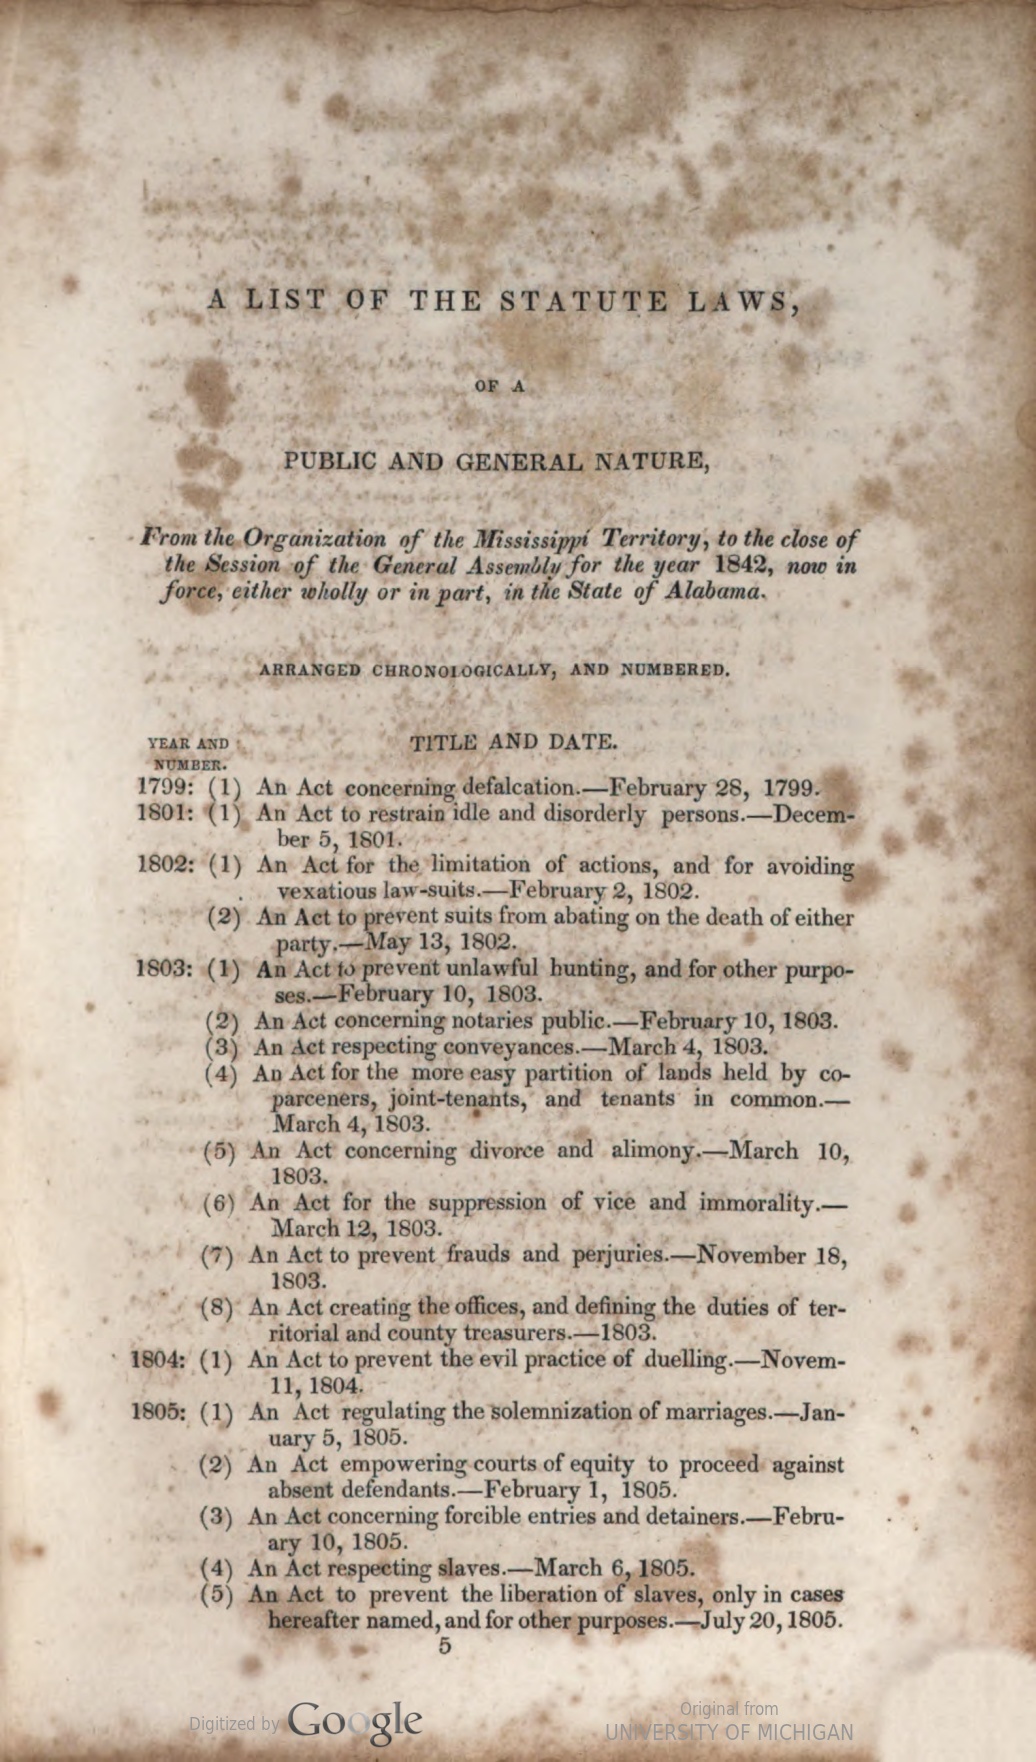 A LIST OF THE STATUTE LAWS,
OF A
PUBLIC AND GENERAL NATURE,
From the Organization of the Mississippi Territory, to the close of
the Session of the General Assembly for the year 1842, now in
force, either wholly or in part, in the State of Alabama.
ARRANGED CHRONOLOGICALLY, AND NUMBERED.
YEAR AND TITLE AND DATE.
NUMBER.
1799: (1) An Act concerning defalcation.—February 28, 1799.
1801: (1) An Act to restrain idle and disorderly persons.—Decem-
ber 5, 1801.
1802: (1) An Act for the limitation of actions, and for avoiding
vexatious law-suits.—February 2, 1802.
(2) An Act to prevent suits from abating on the death of either
party.—May 13, 1802.
1803: (1) An Act to prevent unlawful hunting, and for other purpo-
ses.—February 10, 1803.
(2) An Act concerning notaries public.—February 10, 1803.
(3) An Act respecting conveyances.—March 4, 1803.
(4) An Act for the more easy partition of lands held by co-
parceners, joint-tenants, and tenants in common.—
March 4, 1803.
(5) An Act concerning divorce and alimony.—March 10,
1803.
(6) An Act for the suppression of vice and immorality.—
March 12, 1803.
(7) An Act to prevent frauds and perjuries.—November 18,
1803.
(8) An Act creating the offices, and defining the duties of ter-
ritorial and county treasurers.—1803.
1804: (1) An Act to prevent the evil practice of duelling.—Novem-
11, 1804.
1805: (1) An Act regulating the solemnization of marriages.—Jan-
uary 5, 1805.
(2) An Act empowering courts of equity to proceed against
absent defendants.—February 1, 1805.
(3) An Act concerning forcible entries and detainers.—Febru-
ary 10, 1805.
(4) An Act respecting slaves.—March 6, 1805.
(5) An Act to prevent the liberation of slaves, only in cases
hereafter named, and for other purposes.—July 20, 1805.
5
Digitized by Google
Original from
UNIVERSITY OF MICHIGAN